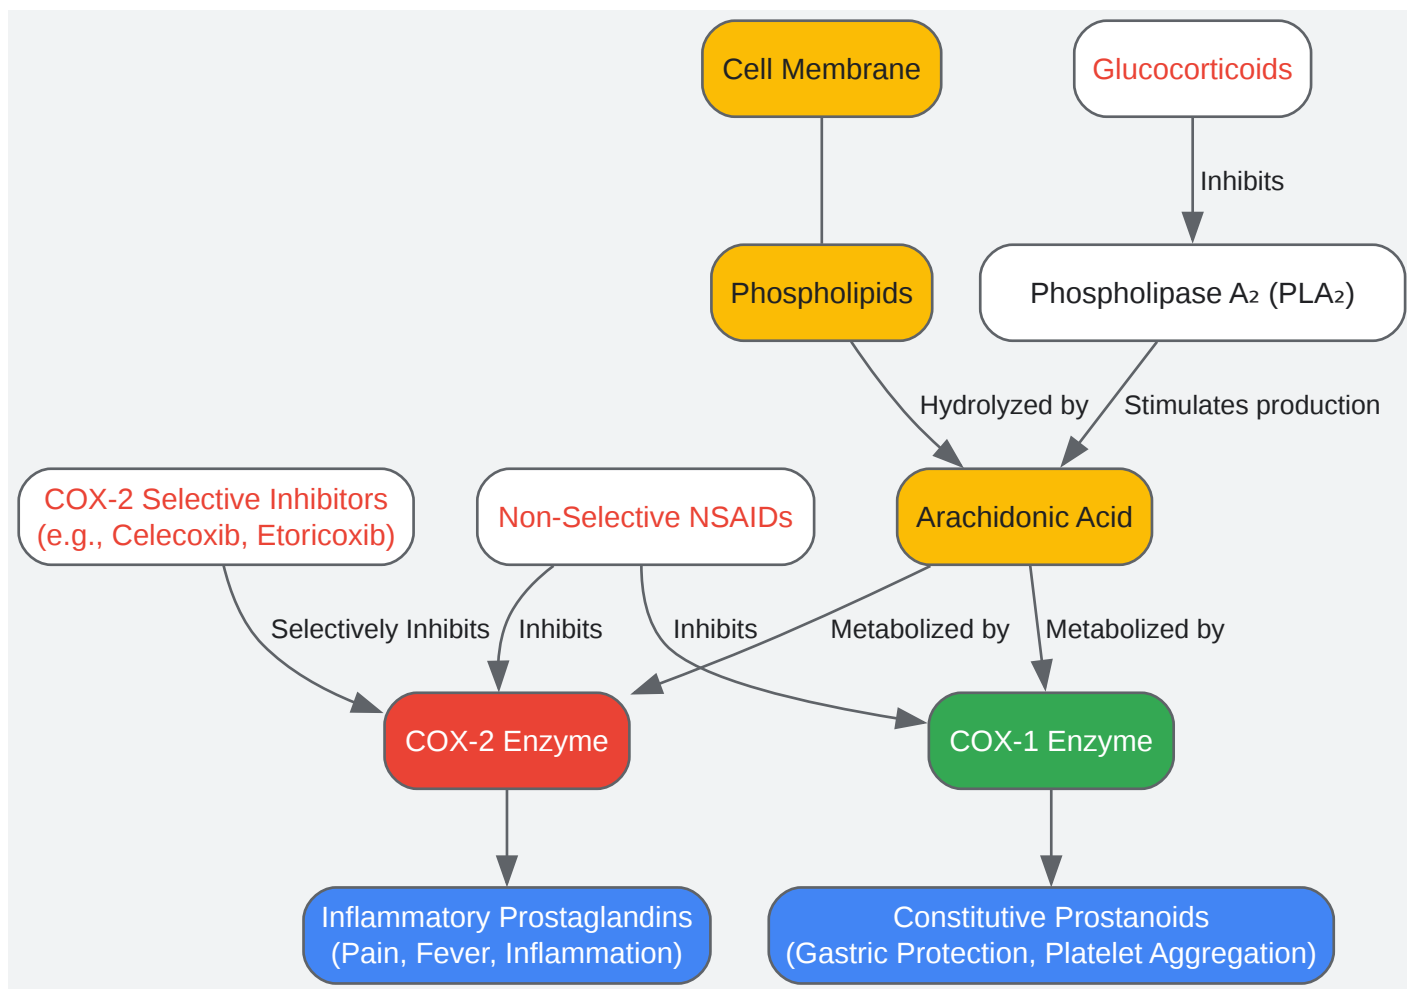 Cell Membrane
Glucocorticoids
Inhibits
Phospholipids
Phospholipase A₂ (PLA₂)
Hydrolyzed by
Stimulates production
COX-2 Selective Inhibitors
(e.g., Celecoxib, Etoricoxib)
Non-Selective NSAIDs
Arachidonic Acid
Selectively Inhibits
Inhibits
Inhibits
Metabolized by
Metabolized by
COX-2 Enzyme
COX-1 Enzyme
Inflammatory Prostaglandins
(Pain, Fever, Inflammation)
Constitutive Prostanoids
(Gastric Protection, Platelet Aggregation)